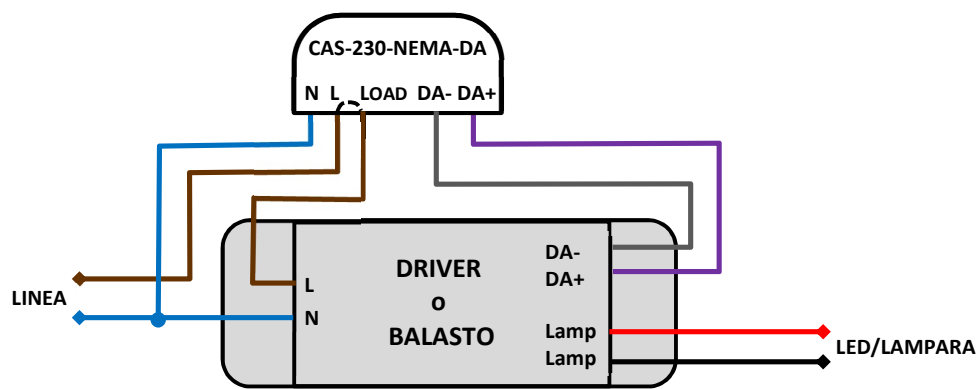 CAS-230-NEMA-DA
N L LOAD DA- DA+
DA-
DA+
L
N
DRIVER
o
BALASTO
Lamp
Lamp
LINEA
LED/LAMPARA